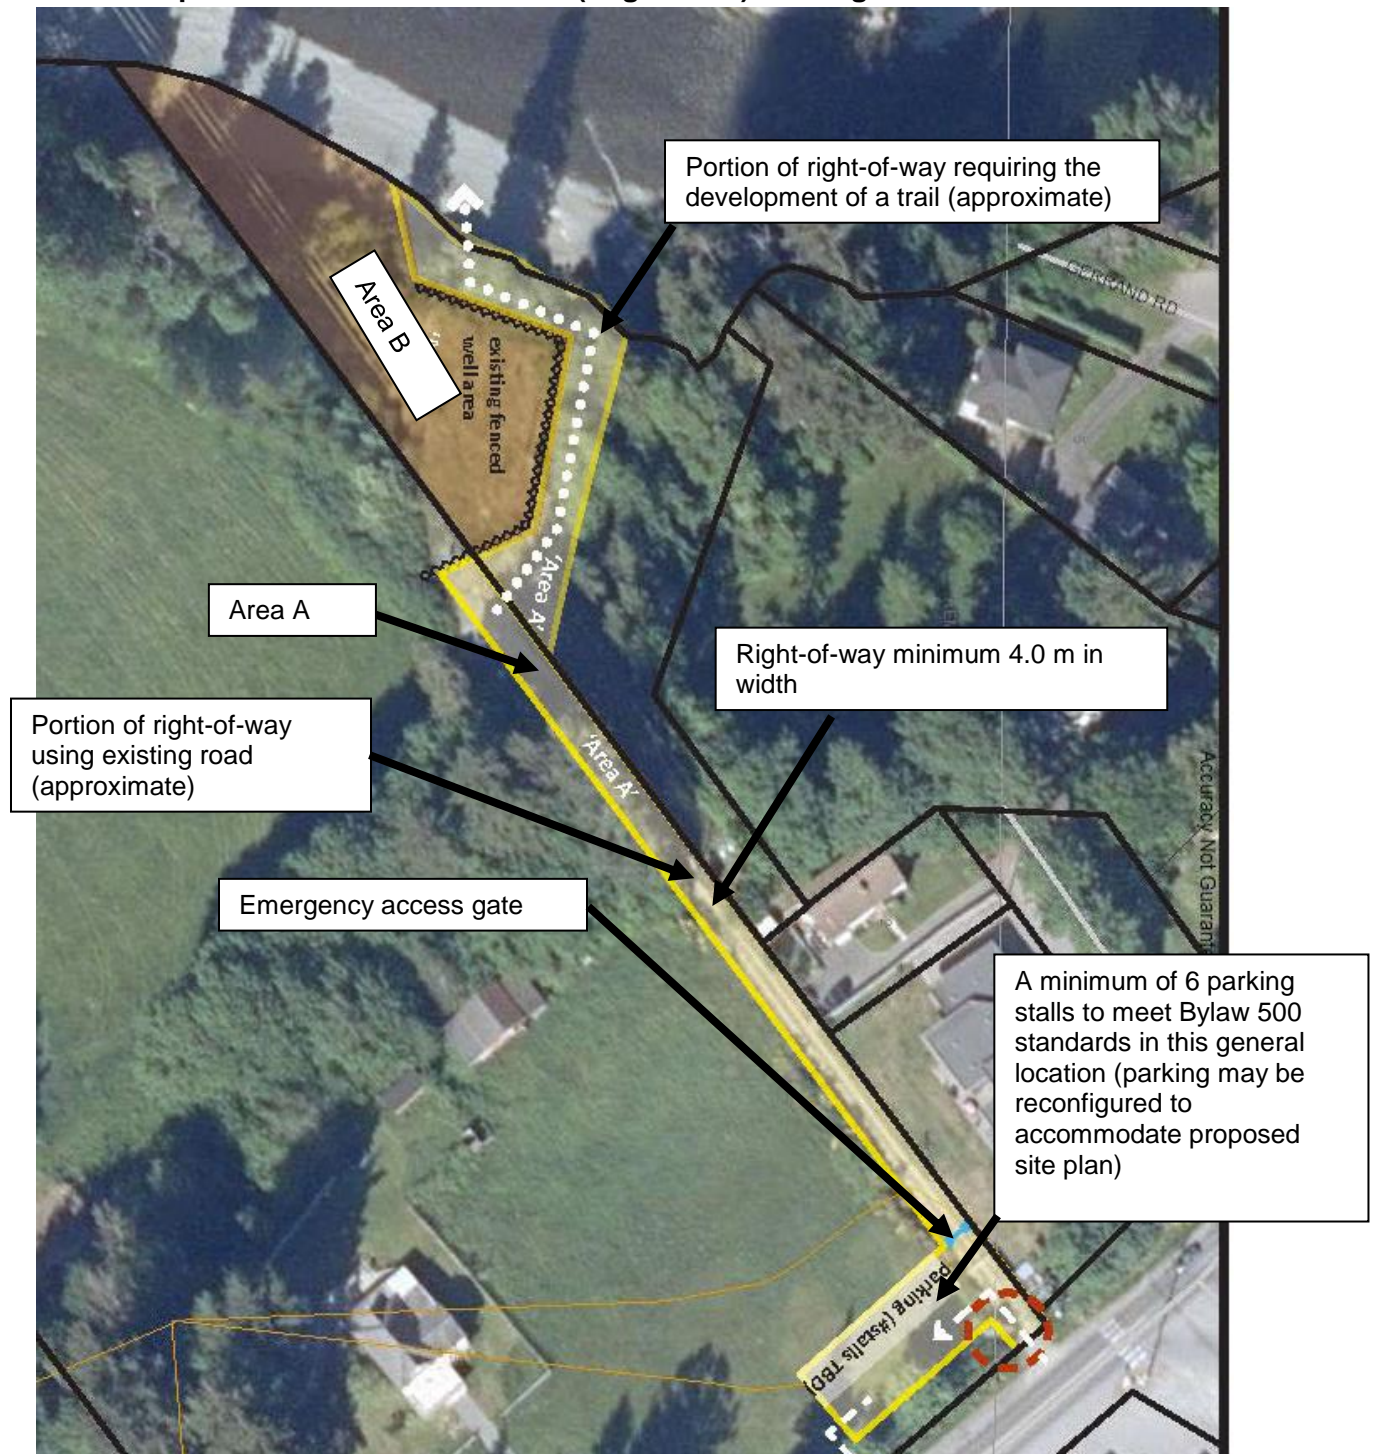 Portion of right-of-way requiring the
development of a trail (approximate)
GERRAND RD
Area B
existing fenced
well area
'Area A'
Area A
Right-of-way minimum 4.0 m in
width
Portion of right-of-way
using existing road
(approximate)
'Area A'
Accuracy Not Guarant
Emergency access gate
A minimum of 6 parking
stalls to meet Bylaw 500
standards in this general
location (parking may be
reconfigured to
accommodate proposed
site plan)
parking (#stalls TBD)